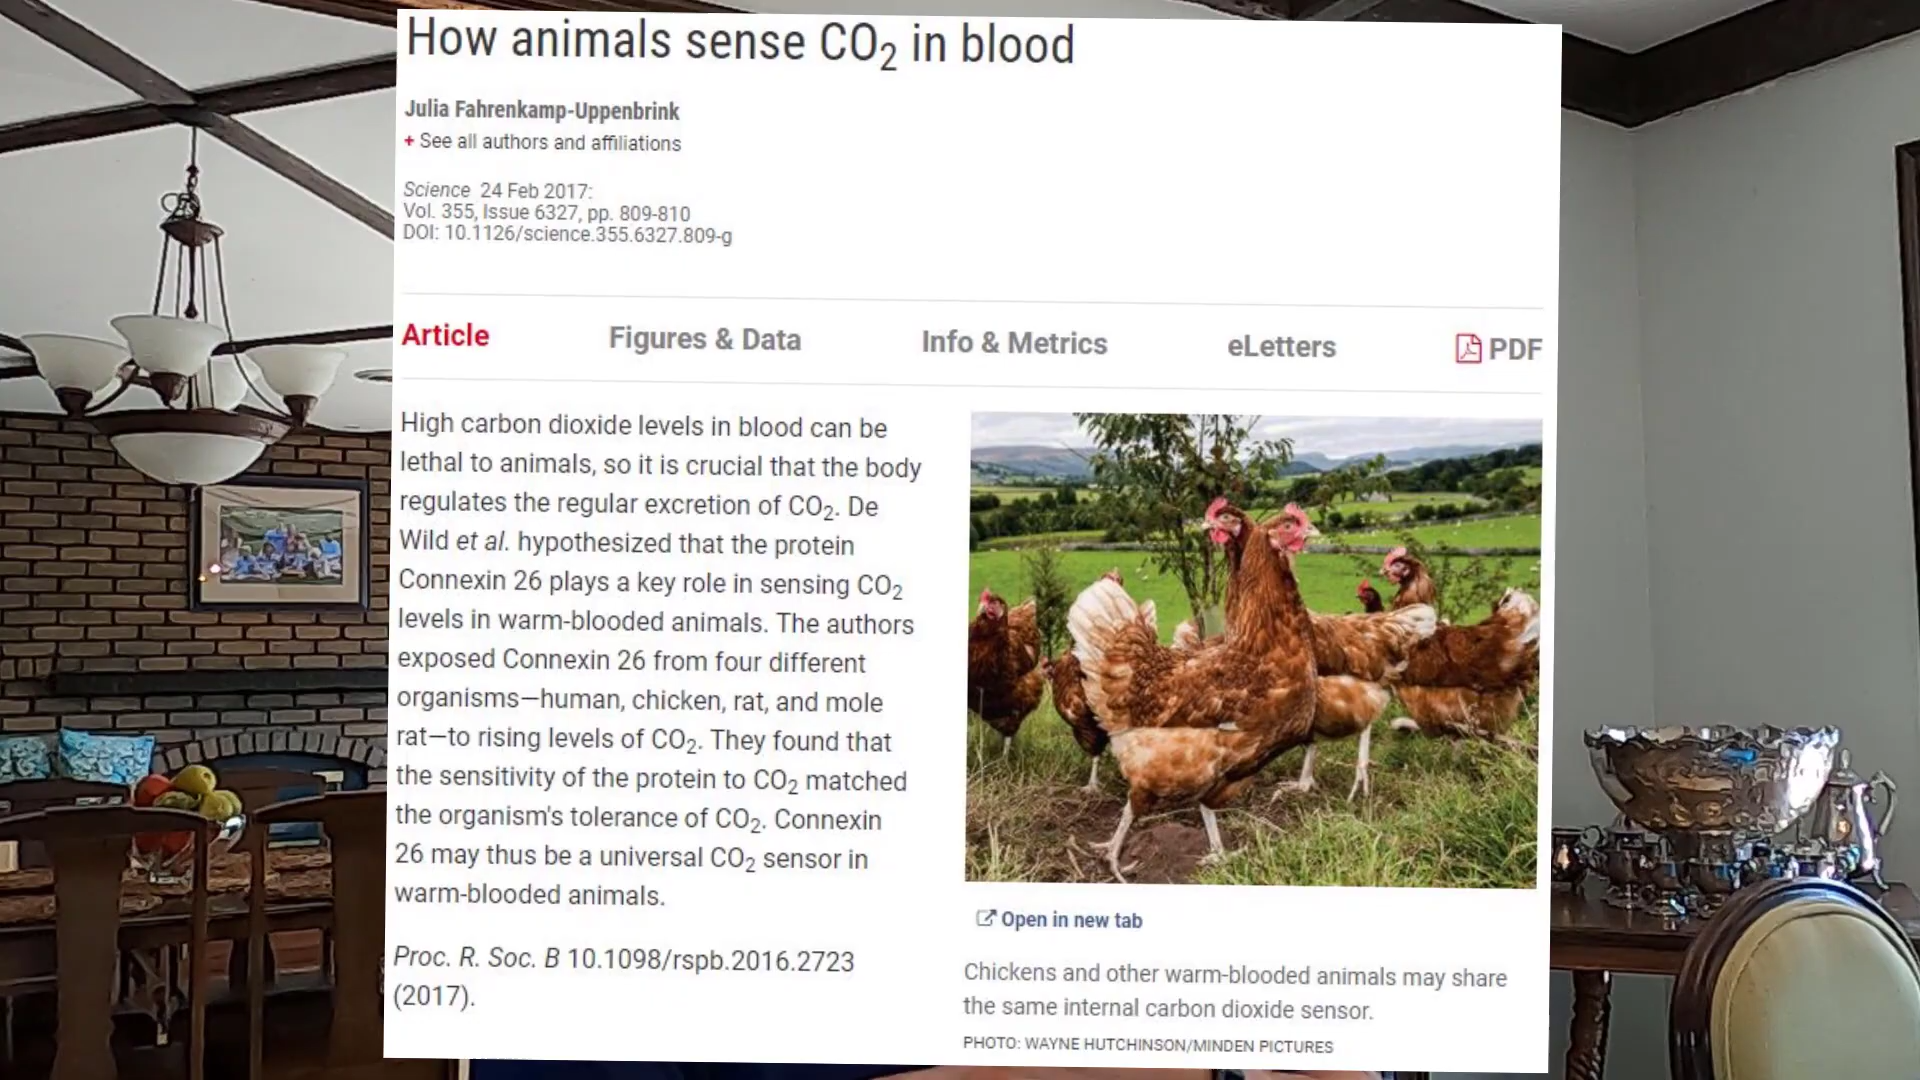 How animals sense CO₂ in blood
Julia Fahrenkamp-Uppenbrink
+ See all authors and affiliations
Science 24 Feb 2017:
Vol. 355, Issue 6327, pp. 809-810
DOI: 10.1126/science.355.6327.809-g
Article Figures & Data Info & Metrics eLetters PDF
High carbon dioxide levels in blood can be
lethal to animals, so it is crucial that the body
regulates the regular excretion of CO₂. De
Wild et al. hypothesized that the protein
Connexin 26 plays a key role in sensing CO₂
levels in warm-blooded animals. The authors
exposed Connexin 26 from four different
organisms—human, chicken, rat, and mole
rat—to rising levels of CO₂. They found that
the sensitivity of the protein to CO₂ matched
the organism's tolerance of CO₂. Connexin
26 may thus be a universal CO₂ sensor in
warm-blooded animals.
Proc. R. Soc. B 10.1098/rspb.2016.2723
(2017).
Open in new tab
Chickens and other warm-blooded animals may share
the same internal carbon dioxide sensor.
PHOTO: WAYNE HUTCHINSON/MINDEN PICTURES